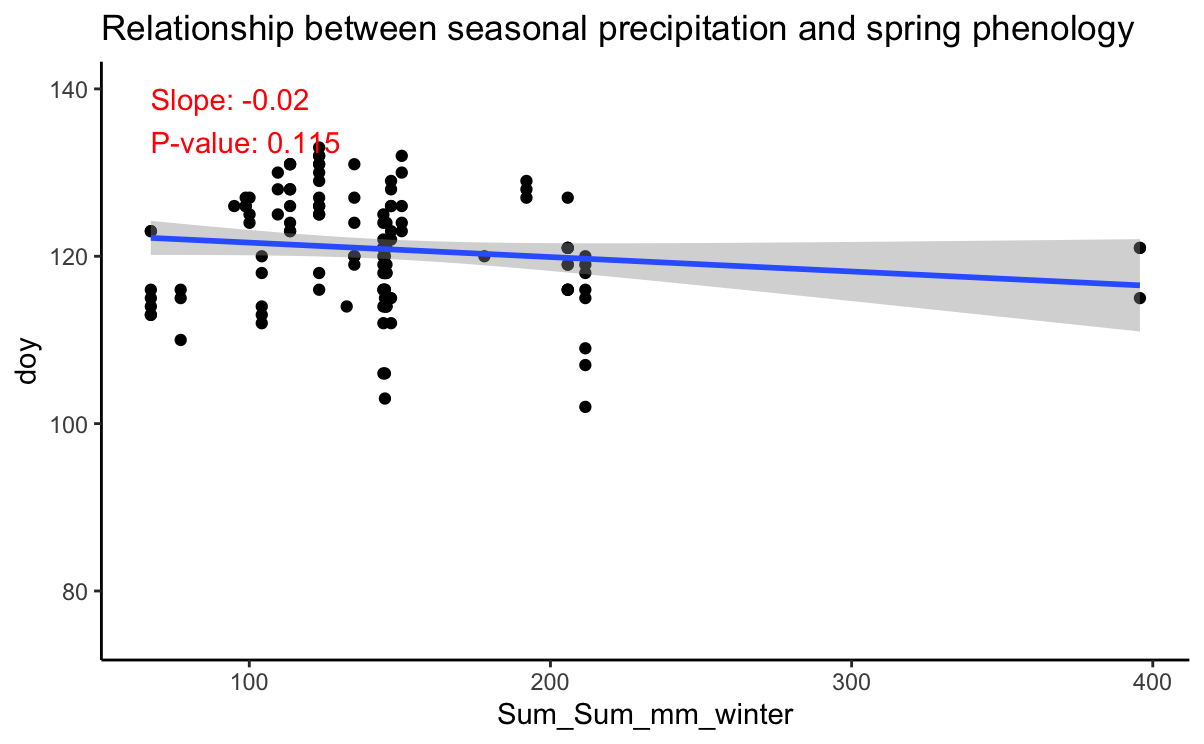 Relationship between seasonal precipitation and spring phenology
140
Slope: -0.02
P-value: 0.115
120
doy
100
80
100 200 300 400
Sum_Sum_mm_winter